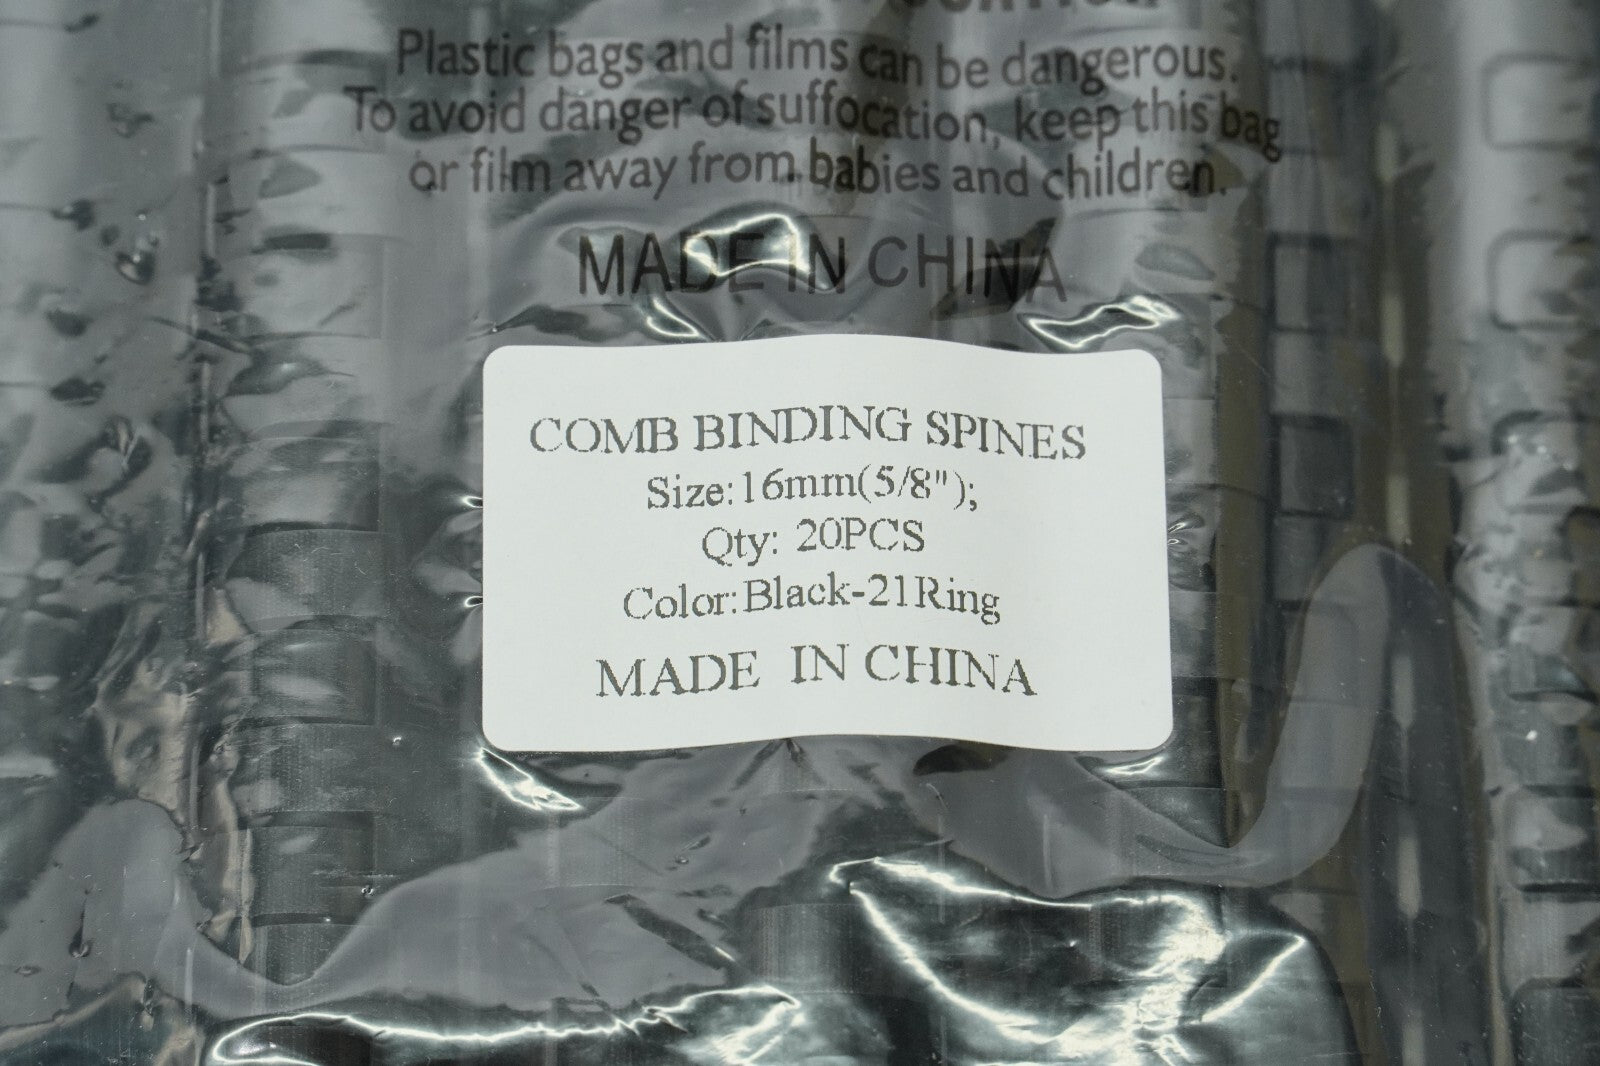 Plastic bags and films can be dangerous.
To avoid danger of suffocation, keep this bag
or film away from babies and children.
MADE IN CHINA
COMB BINDING SPINES
Size:16mm(5/8");
Qty: 20PCS
Color:Black-21Ring
MADE IN CHINA